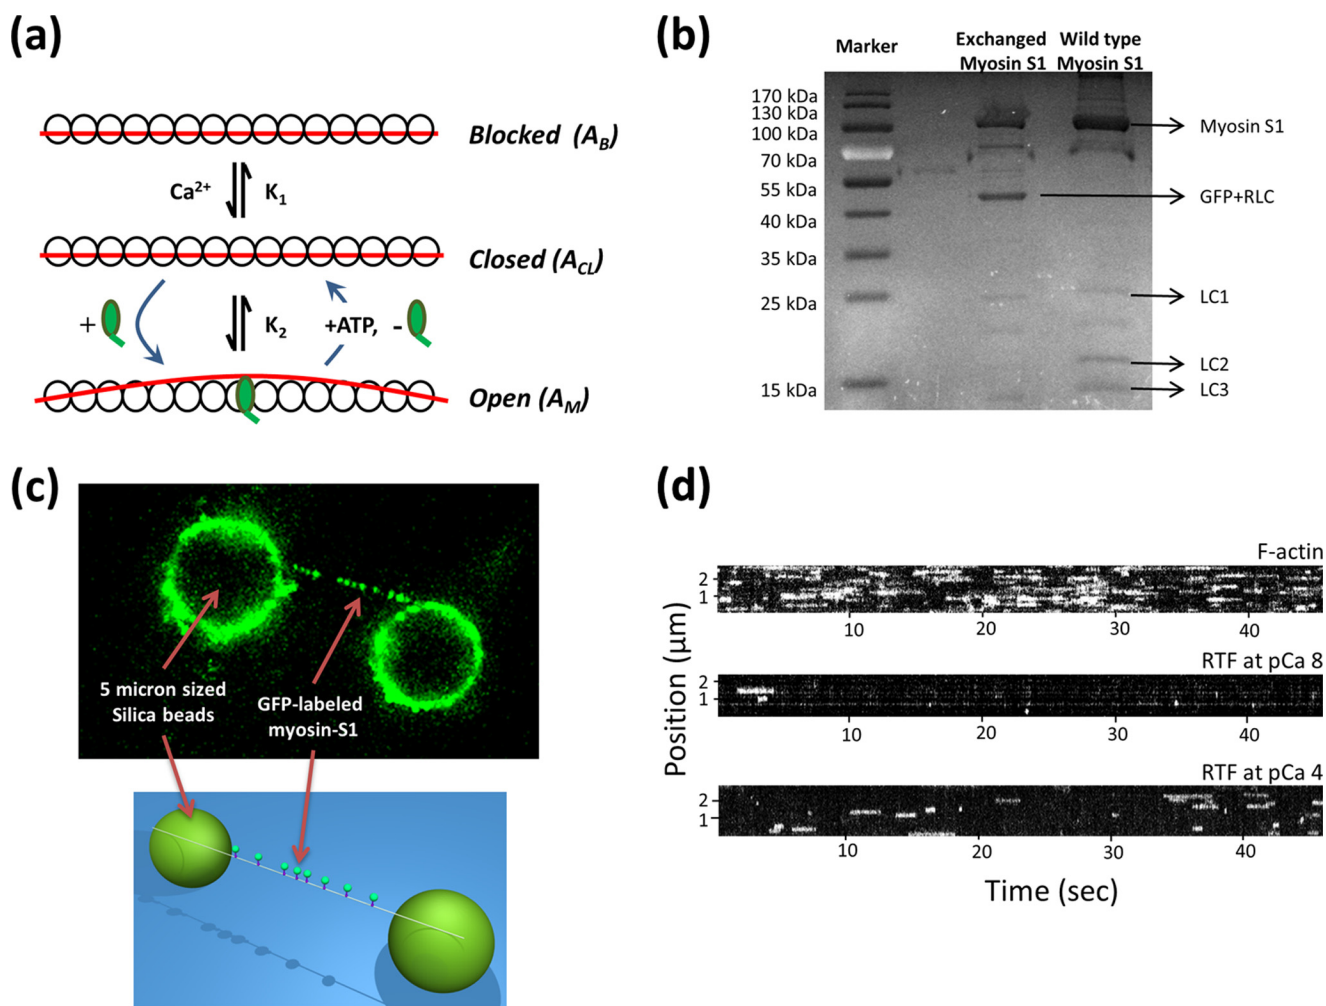 (a)
Blocked (A_B)
Ca²⁺ K₁
Closed (A_CL)
+ K₂ +ATP, -
Open (A_M)
(b)
Marker Exchanged Myosin S1 Wild type Myosin S1
170 kDa
130 kDa
100 kDa
70 kDa
55 kDa
40 kDa
35 kDa
25 kDa
15 kDa
Myosin S1
GFP+RLC
LC1
LC2
LC3
(c)
5 micron sized
Silica beads
GFP-labeled
myosin-S1
(d)
F-actin
2
1
10 20 30 40
RTF at pCa 8
2
1
10 20 30 40
RTF at pCa 4
2
1
10 20 30 40
Position (μm)
Time (sec)